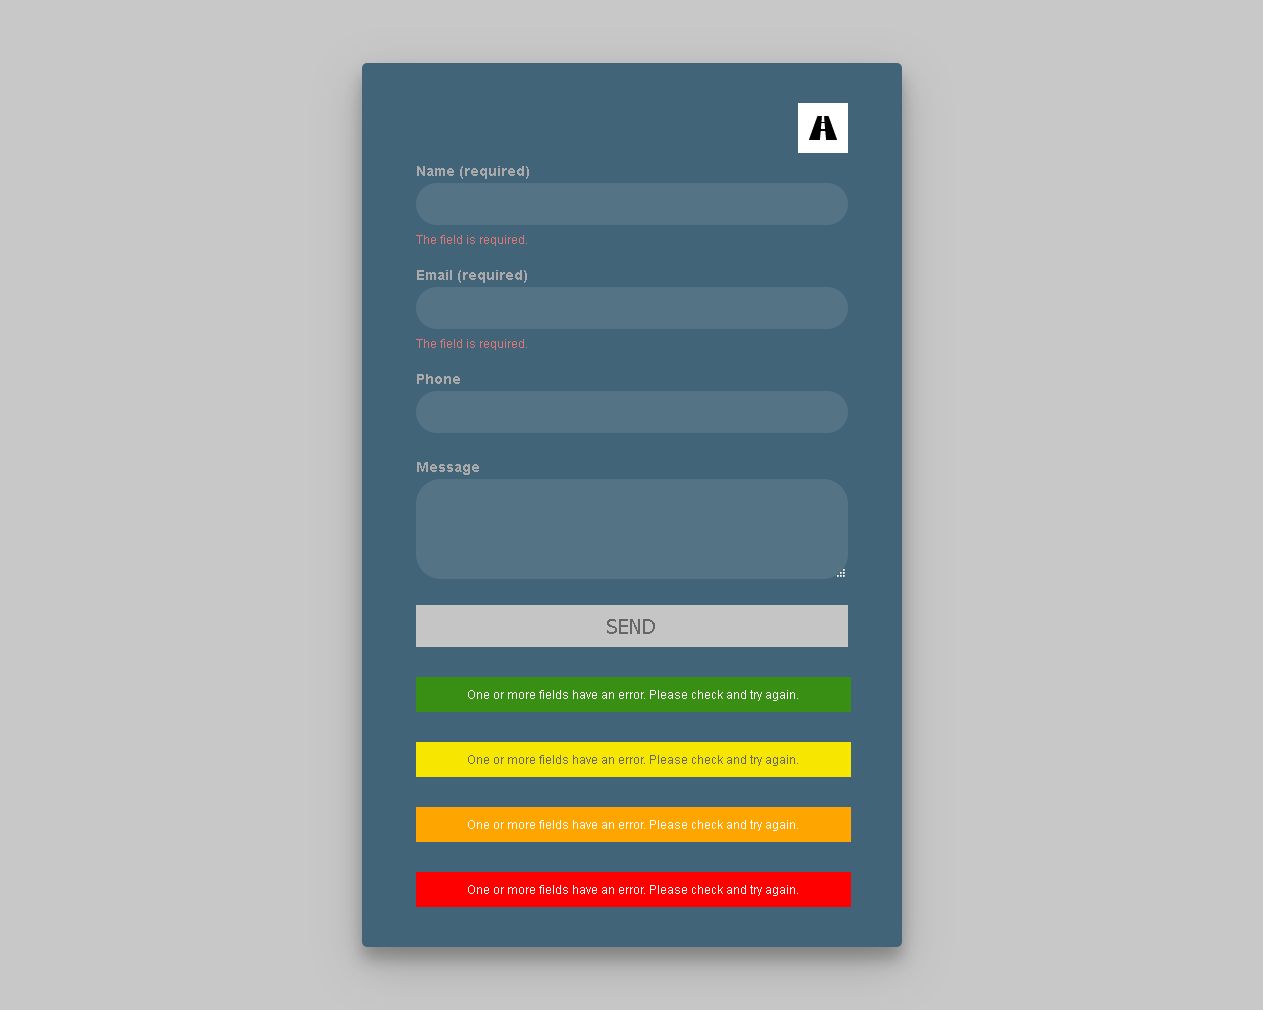 Name (required)
The field is required.
Email (required)
The field is required.
Phone
Message
SEND
One or more fields have an error. Please check and try again.
One or more fields have an error. Please check and try again.
One or more fields have an error. Please check and try again.
One or more fields have an error. Please check and try again.